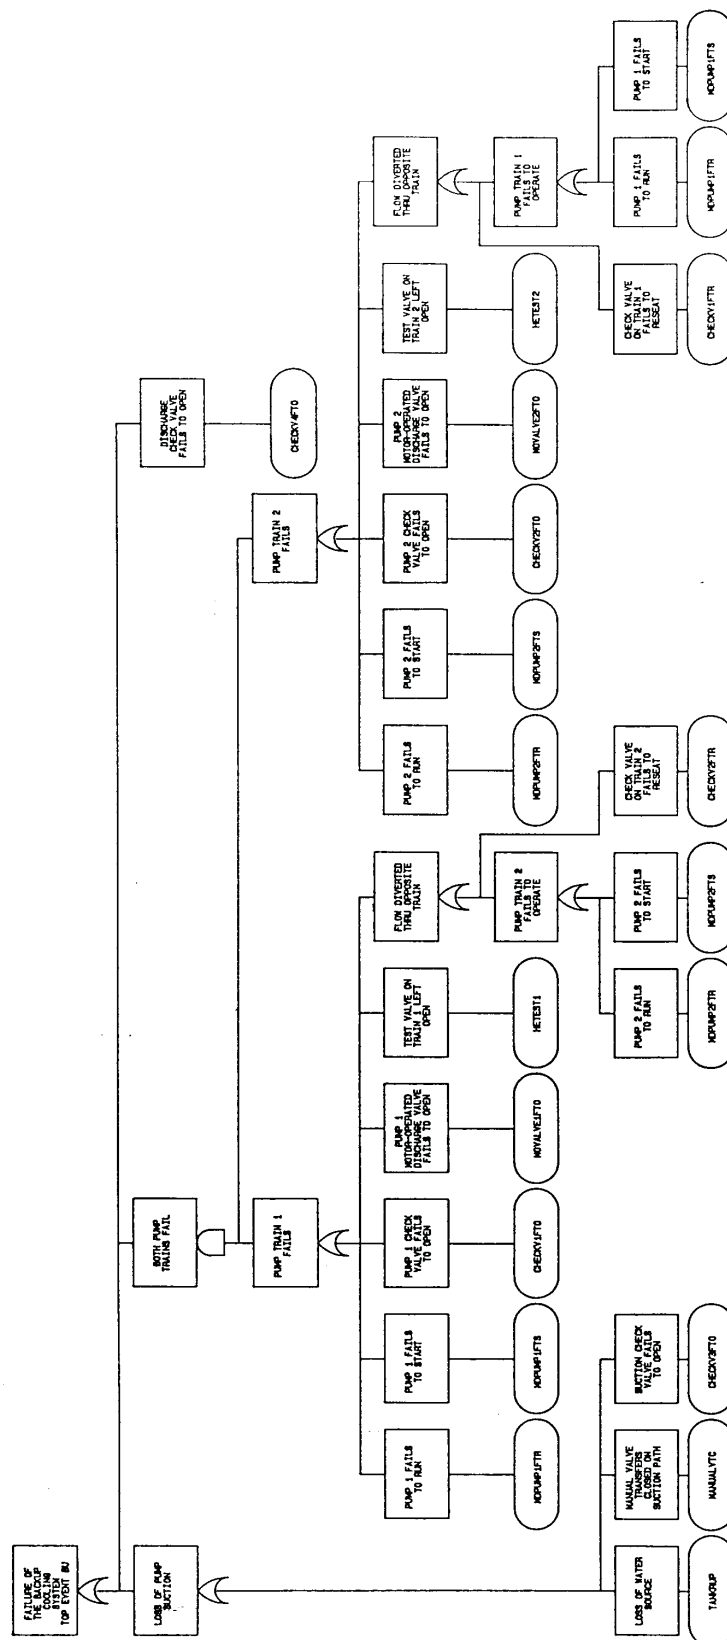 FAILURE OF
THE BACKUP
COOLING
SYSTEM
TOP EVENT BU
LOSS OF PUMP
SUCTION
BOTH PUMP
TRAINS FAIL
DISCHARGE
CHECK VALVE
FAILS TO OPEN
CHECKV4FTO
PUMP TRAIN 1
FAILS
PUMP TRAIN 2
FAILS
PUMP 1 FAILS
TO RUN
MDPUMP1FTR
PUMP 1 FAILS
TO START
MDPUMP1FTS
PUMP 1 CHECK
VALVE FAILS
TO OPEN
CHECKV1FTO
PUMP 1
MOTOR-OPERATED
DISCHARGE VALVE
FAILS TO OPEN
MOVALVE1FTO
TEST VALVE ON
TRAIN 1 LEFT
OPEN
HETEST1
FLOW DIVERTED
THRU OPPOSITE
TRAIN
PUMP 2 FAILS
TO RUN
MDPUMP2FTR
PUMP 2 FAILS
TO START
MDPUMP2FTS
PUMP 2 CHECK
VALVE FAILS
TO OPEN
CHECKV2FTO
PUMP 2
MOTOR-OPERATED
DISCHARGE VALVE
FAILS TO OPEN
MOVALVE2FTO
TEST VALVE ON
TRAIN 2 LEFT
OPEN
HETEST2
FLOW DIVERTED
THRU OPPOSITE
TRAIN
PUMP TRAIN 2
FAILS TO
OPERATE
PUMP TRAIN 1
FAILS TO
OPERATE
LOSS OF WATER
SOURCE
TANKRUP
MANUAL VALVE
TRANSFERS
CLOSED ON
SUCTION PATH
MANUALVTC
SUCTION CHECK
VALVE FAILS
TO OPEN
CHECKV3FTO
PUMP 2 FAILS
TO RUN
MDPUMP2FTR
PUMP 2 FAILS
TO START
MDPUMP2FTS
CHECK VALVE
ON TRAIN 2
FAILS TO
RESEAT
CHECKV2FTR
CHECK VALVE
ON TRAIN 1
FAILS TO
RESEAT
CHECKV1FTR
PUMP 1 FAILS
TO RUN
MDPUMP1FTR
PUMP 1 FAILS
TO START
MDPUMP1FTS